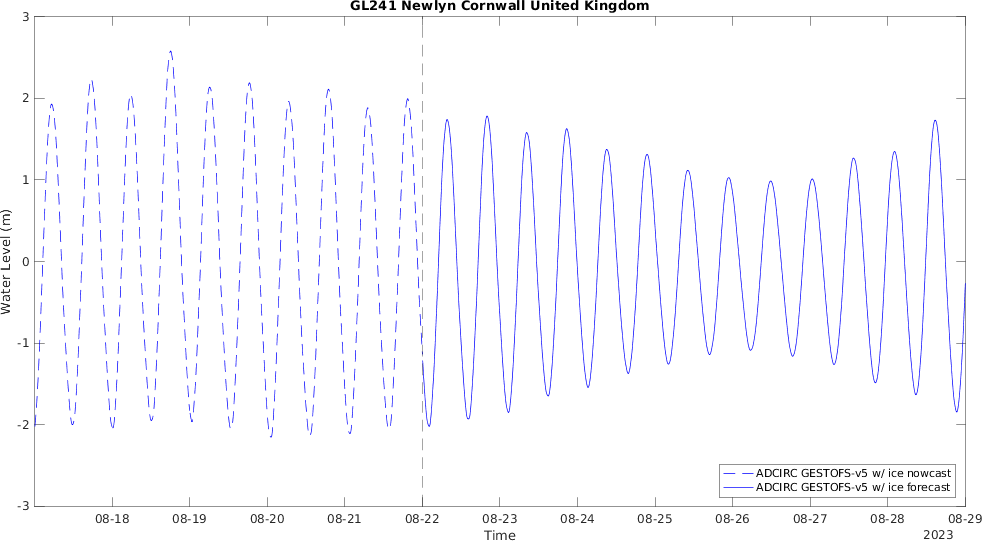 GL241 Newlyn Cornwall United Kingdom
3
2
1
0
-1
-2
-3
Water Level (m)
ADCIRC GESTOFS-v5 w/ ice nowcast
ADCIRC GESTOFS-v5 w/ ice forecast
08-18 08-19 08-20 08-21 08-22 08-23 08-24 08-25 08-26 08-27 08-28 08-29
Time
2023